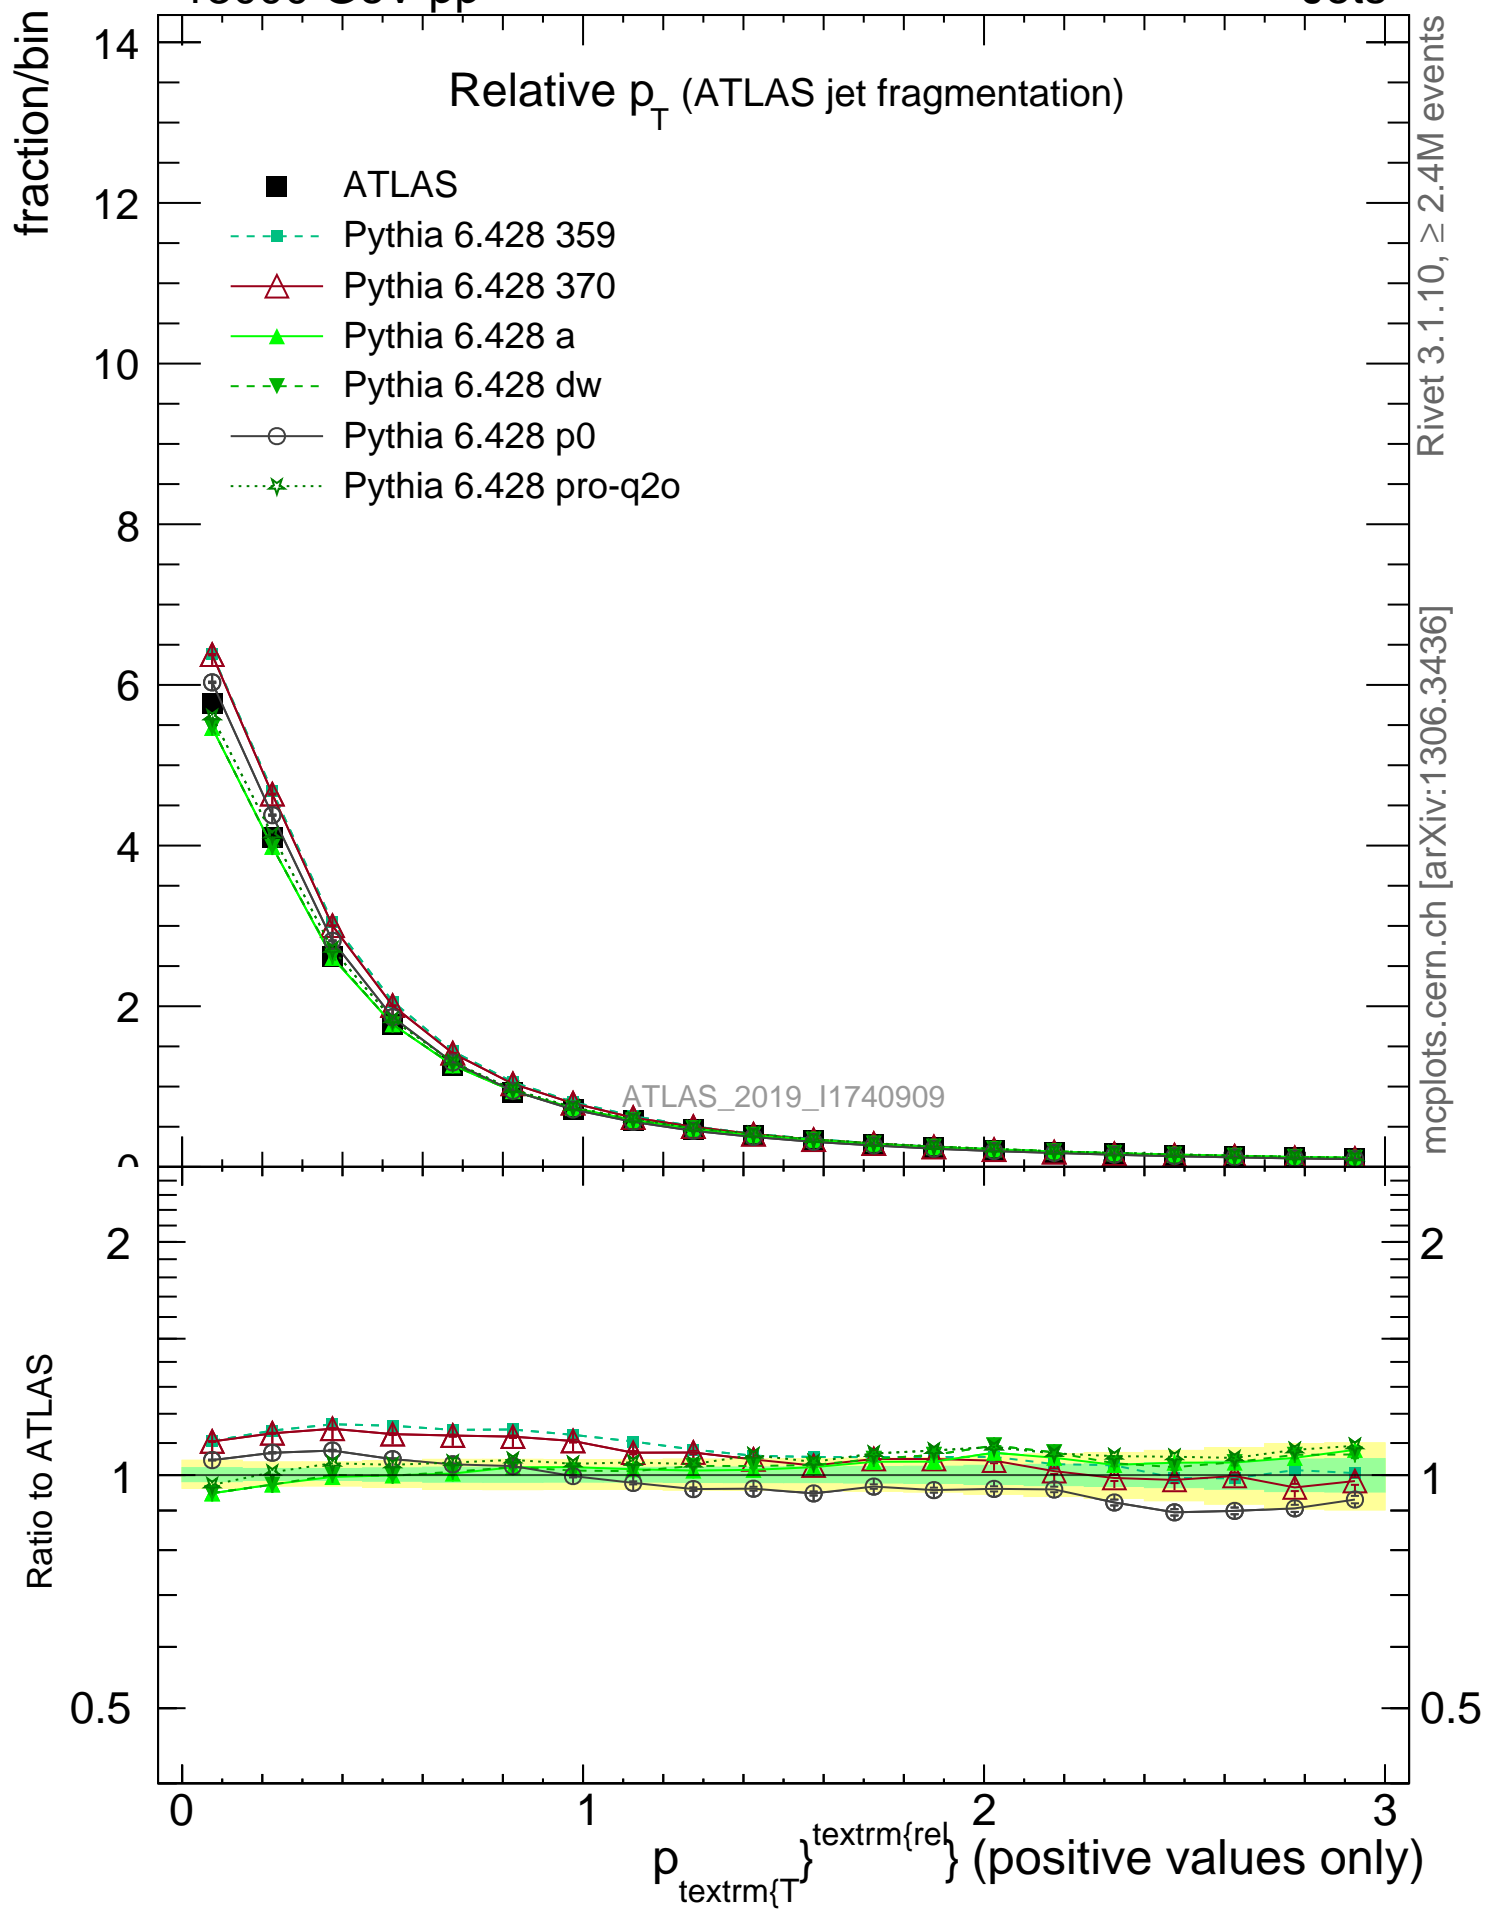 fraction/bin
Relative pT (ATLAS jet fragmentation)
ATLAS
Pythia 6.428 359
Pythia 6.428 370
Pythia 6.428 a
Pythia 6.428 dw
Pythia 6.428 p0
Pythia 6.428 pro-q2o
14
12
10
8
6
4
2
ATLAS_2019_I1740909
Rivet 3.1.10, ≥ 2.4M events
mcplots.cern.ch [arXiv:1306.3436]
Ratio to ATLAS
2
1
0.5
2
1
0.5
0 1 2 3
p textrm{T} textrm{rel} (positive values only)